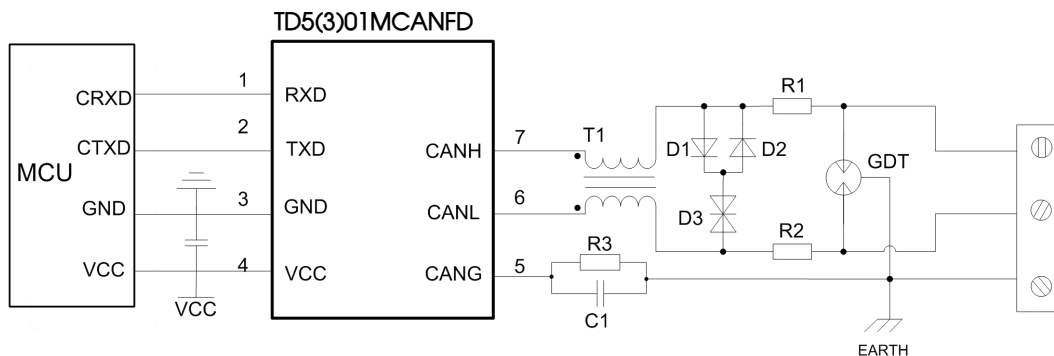 TD5(3)01MCANFD
MCU
CRXD
CTXD
GND
VCC
VCC
1
2
3
4
RXD
TXD
GND
VCC
CANH
CANL
CANG
7
6
5
T1
D1
D2
D3
R1
R2
GDT
R3
C1
EARTH